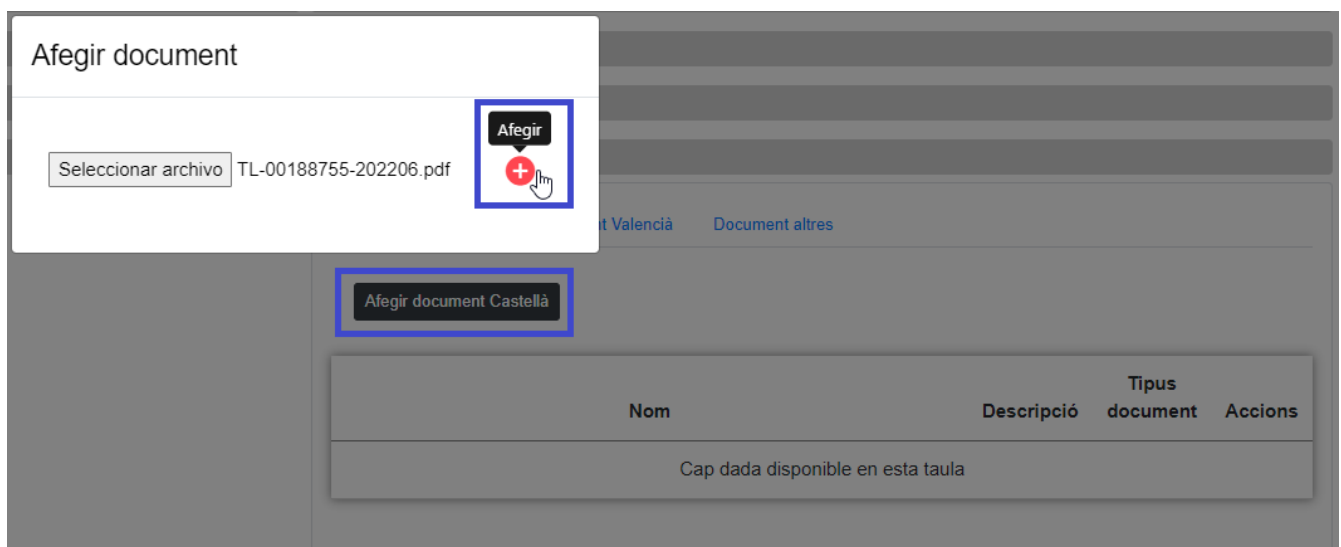 Afegir document
Afegir
Seleccionar archivo TL-00188755-202206.pdf
Valencià Document altres
Afegir document Castellà
Tipus
Nom Descripció document Accions
Cap dada disponible en esta taula